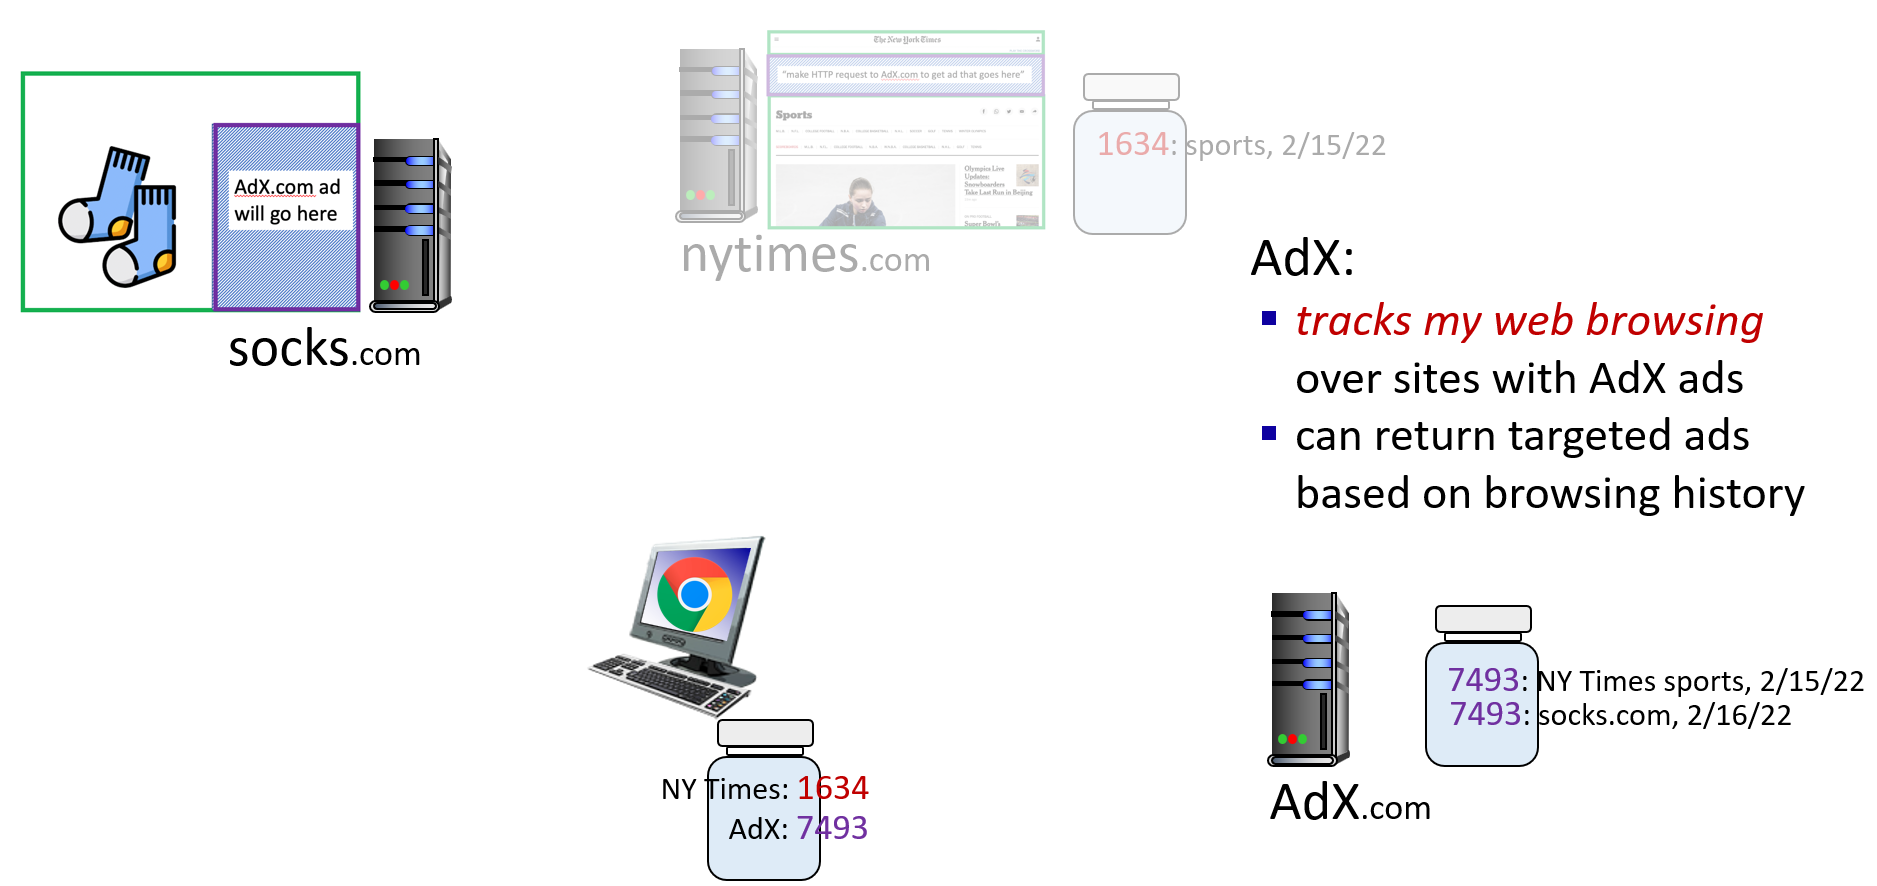 AdX.com ad
will go here
socks.com
The New York Times
"make HTTP request to AdX.com to get ad that goes here"
Sports
Olympics Live
Updates:
Snowboarders
Take Last Run in Beijing
Super Bowl's
nytimes.com
1634: sports, 2/15/22
AdX:
tracks my web browsing
over sites with AdX ads
can return targeted ads
based on browsing history
NY Times: 1634
AdX: 7493
7493: NY Times sports, 2/15/22
7493: socks.com, 2/16/22
AdX.com